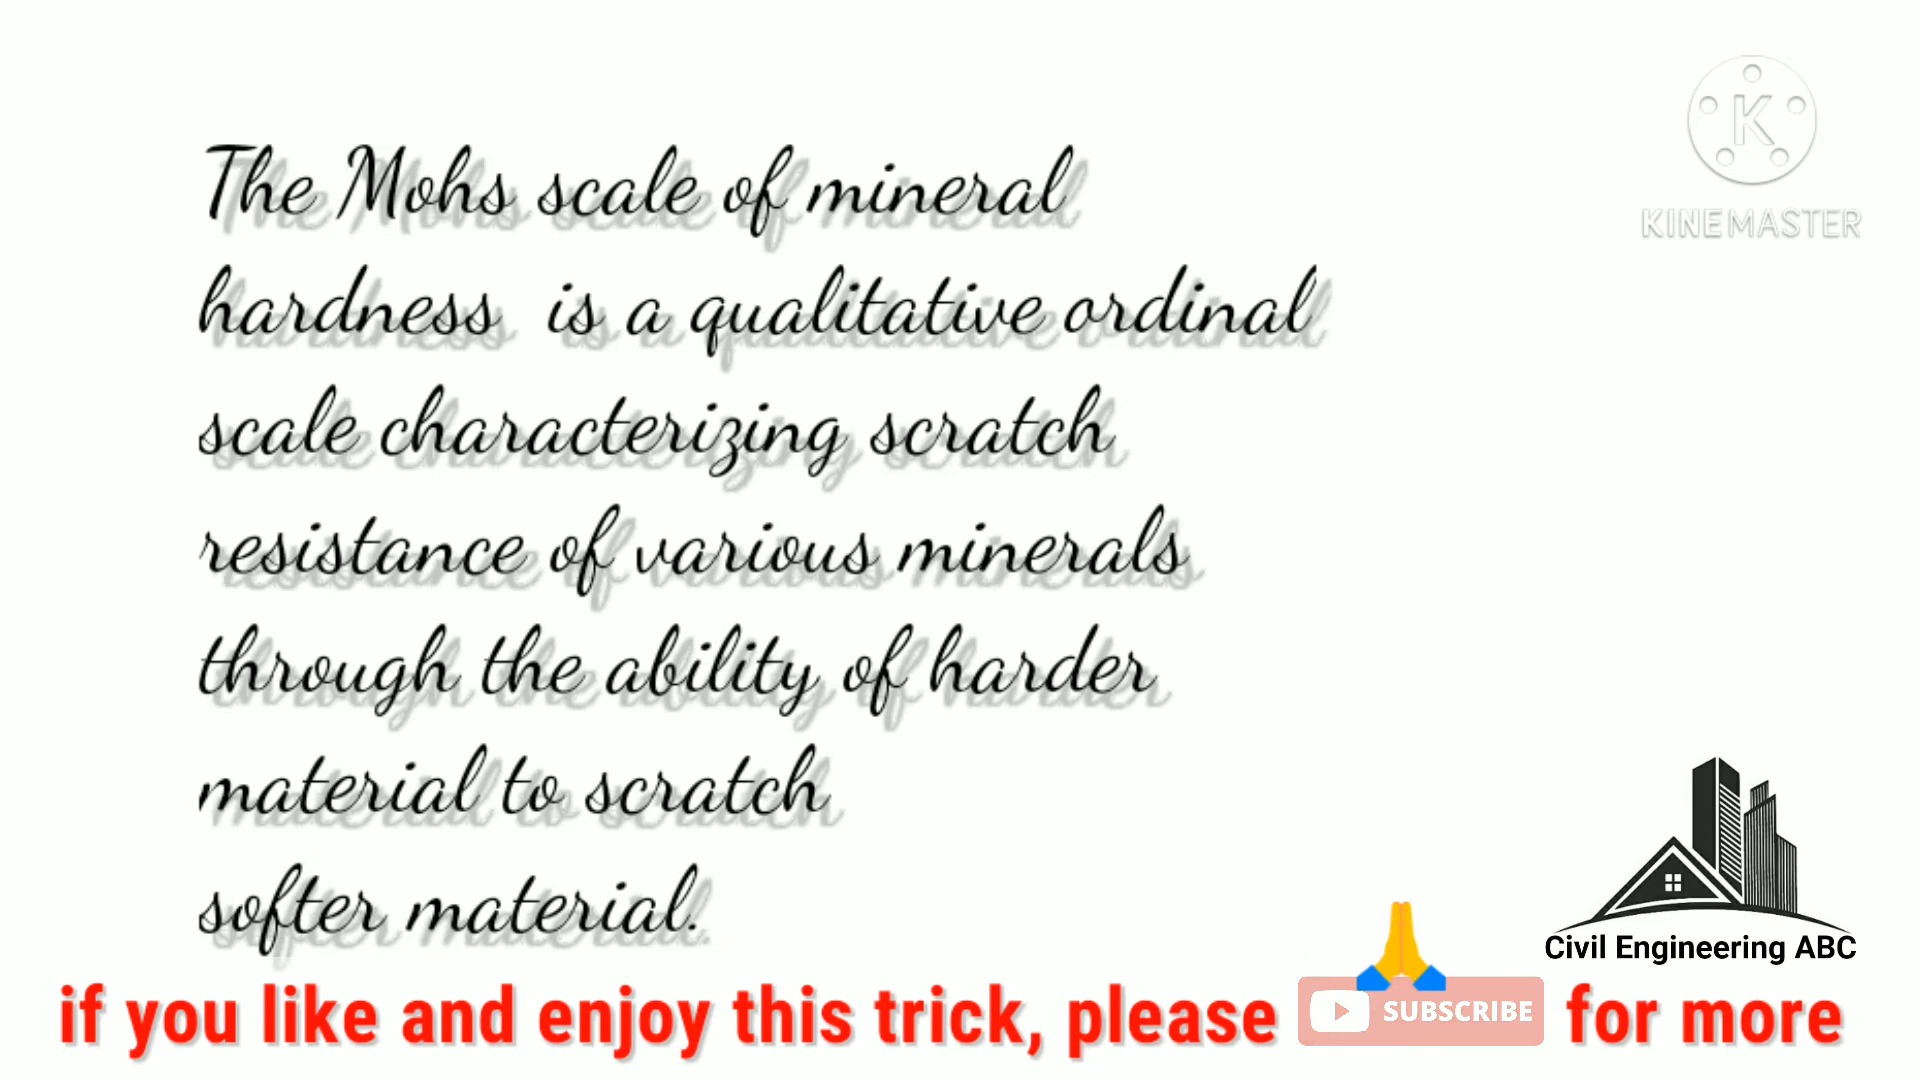 K
KINEMASTER
The Mohs scale of mineral
hardness is a qualitative ordinal
scale characterizing scratch
resistance of various minerals
through the ability of harder
material to scratch
softer material.
Civil Engineering ABC
if you like and enjoy this trick, please SUBSCRIBE for more